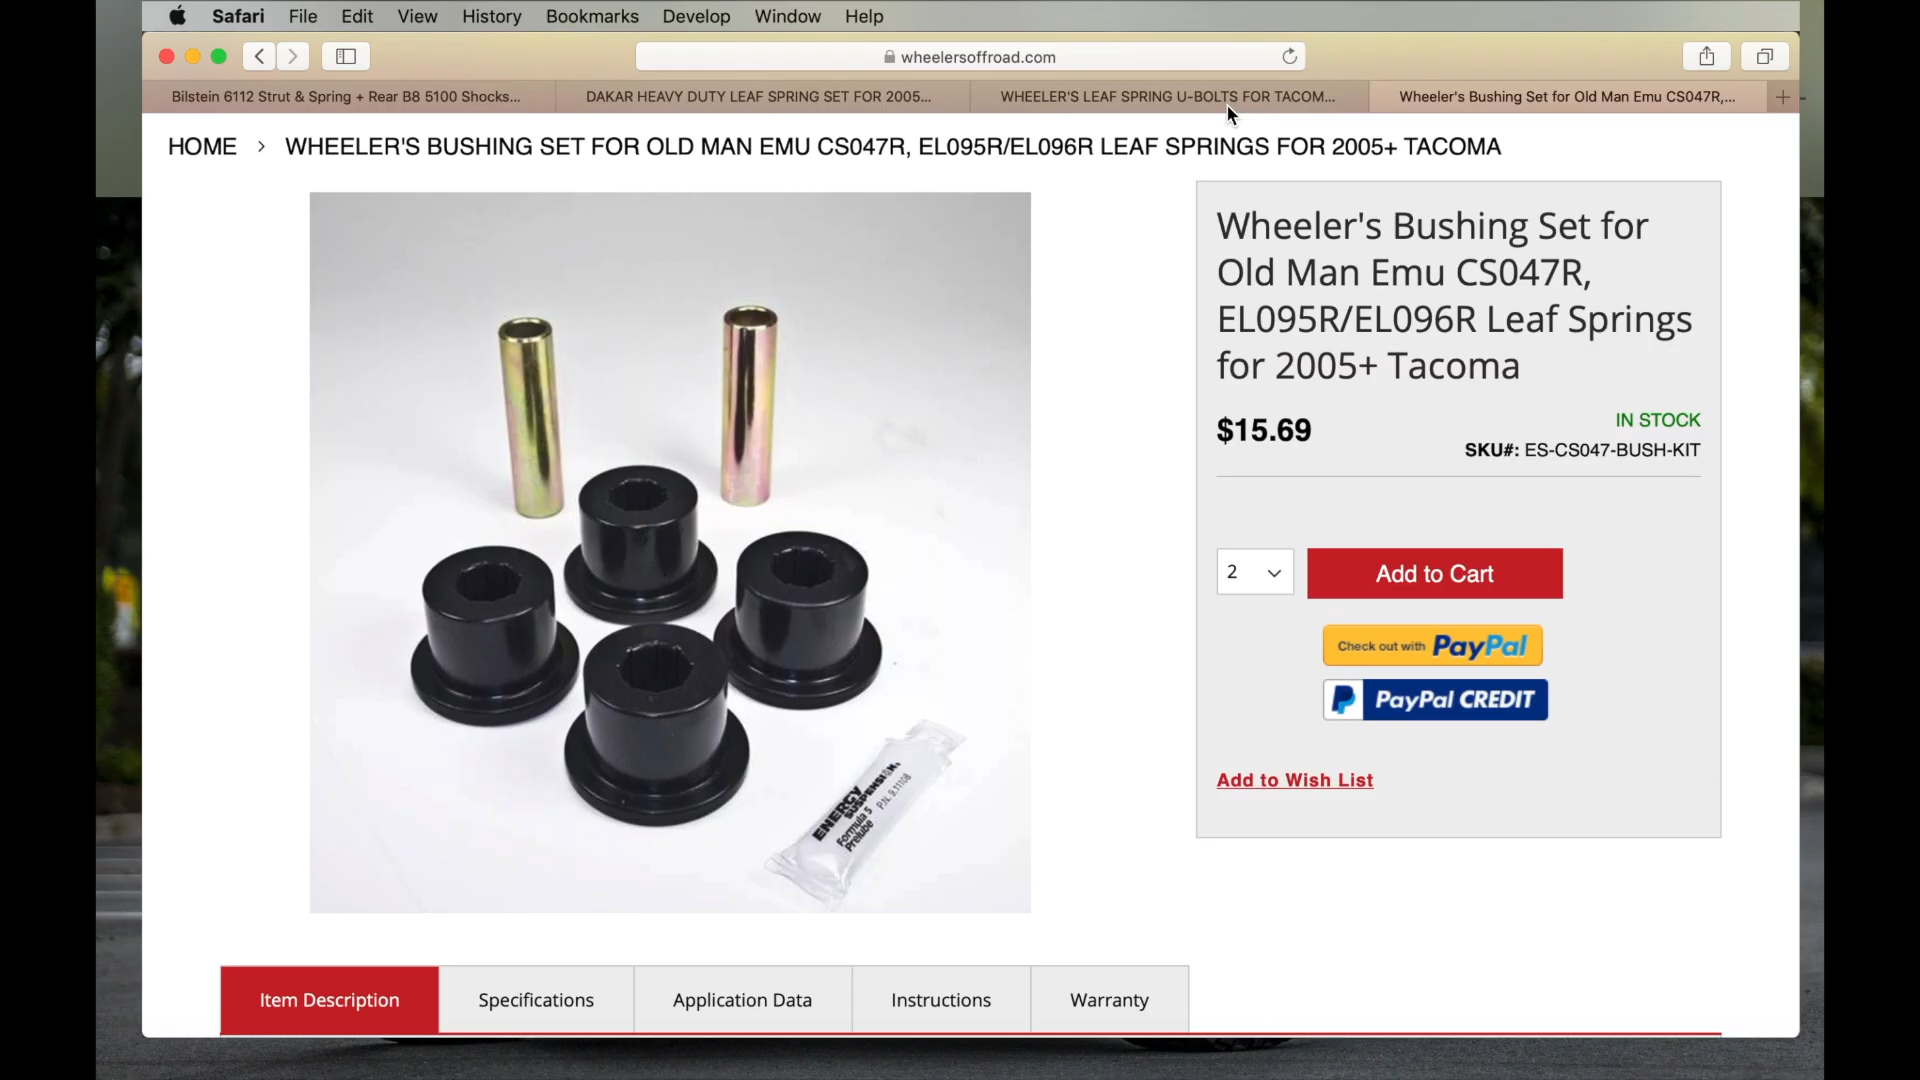 Safari File Edit View History Bookmarks Develop Window Help
wheelersoffroad.com
Bilstein 6112 Strut & Spring + Rear B8 5100 Shocks...
DAKAR HEAVY DUTY LEAF SPRING SET FOR 2005...
WHEELER'S LEAF SPRING U-BOLTS FOR TACOM...
Wheeler's Bushing Set for Old Man Emu CS047R,...
HOME > WHEELER'S BUSHING SET FOR OLD MAN EMU CS047R, EL095R/EL096R LEAF SPRINGS FOR 2005+ TACOMA
Wheeler's Bushing Set for
Old Man Emu CS047R,
EL095R/EL096R Leaf Springs
for 2005+ Tacoma
$15.69
IN STOCK
SKU#: ES-CS047-BUSH-KIT
2
Add to Cart
Check out with PayPal
PayPal CREDIT
Add to Wish List
ENERGY
SUSPENSION
Formula 5
Prelube
P.N. 9.11108
Item Description Specifications Application Data Instructions Warranty